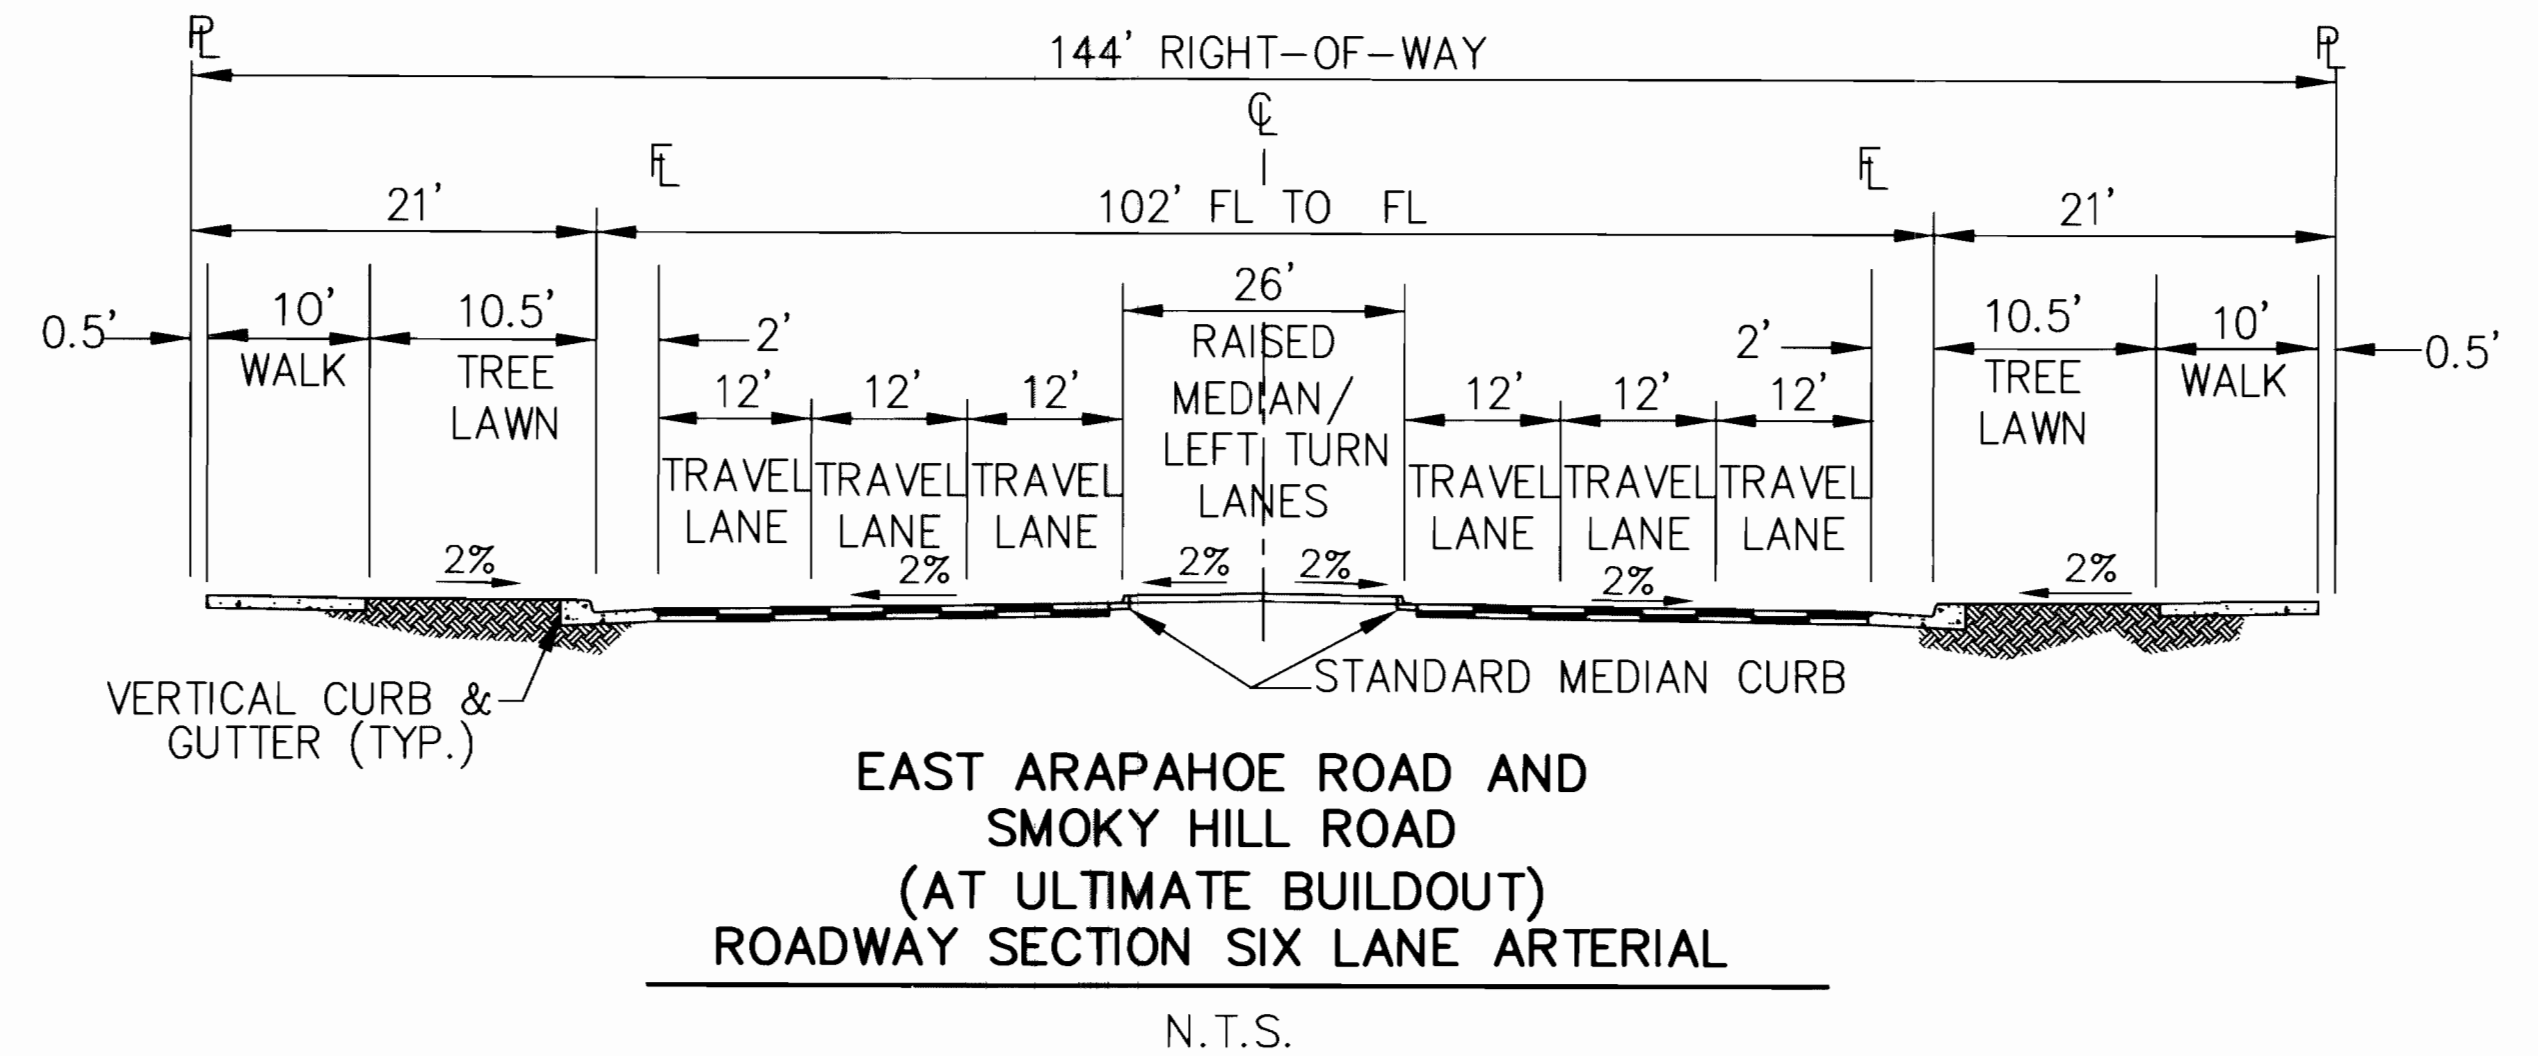 PL
PL
144' RIGHT-OF-WAY
CL
FL
FL
21'
102' FL TO FL
21'
0.5'
10'
WALK
10.5'
TREE
LAWN
2'
26'
RAISED
MEDIAN/
LEFT TURN
LANES
2'
10.5'
TREE
LAWN
10'
WALK
0.5'
12'
12'
12'
12'
12'
12'
TRAVEL
LANE
TRAVEL
LANE
TRAVEL
LANE
TRAVEL
LANE
TRAVEL
LANE
TRAVEL
LANE
2%
2%
2%
2%
2%
2%
VERTICAL CURB &
GUTTER (TYP.)
STANDARD MEDIAN CURB
EAST ARAPAHOE ROAD AND
SMOKY HILL ROAD
(AT ULTIMATE BUILDOUT)
ROADWAY SECTION SIX LANE ARTERIAL
N.T.S.